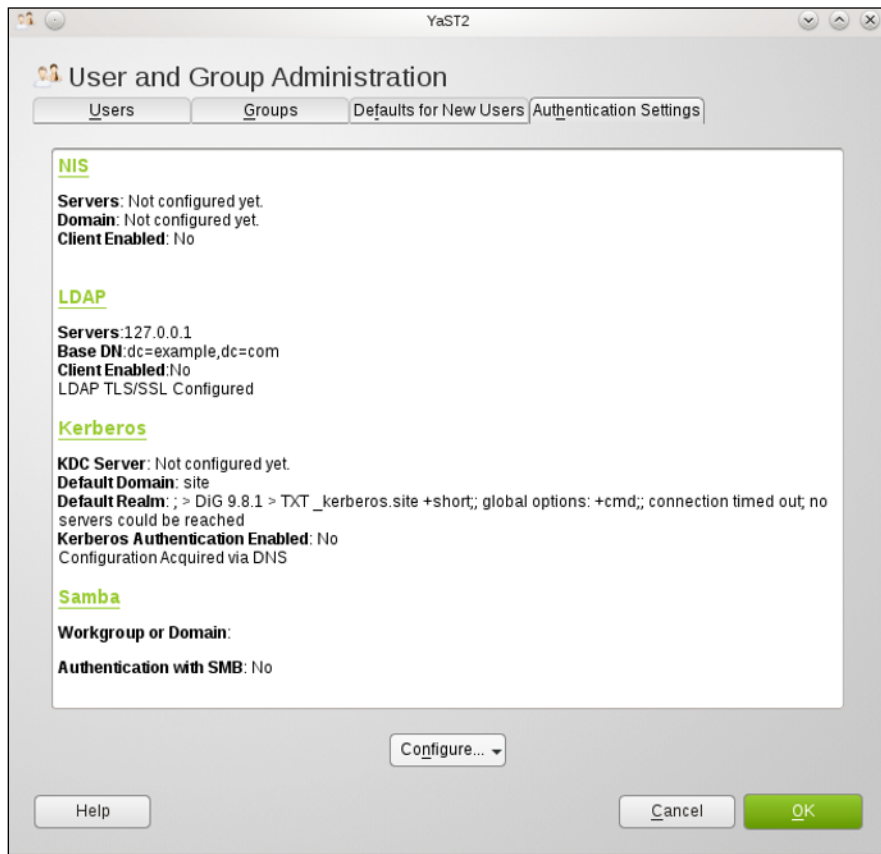 YaST2
User and Group Administration
Users
Groups
Defaults for New Users
Authentication Settings
NIS
Servers: Not configured yet.
Domain: Not configured yet.
Client Enabled: No
LDAP
Servers:127.0.0.1
Base DN:dc=example,dc=com
Client Enabled:No
LDAP TLS/SSL Configured
Kerberos
KDC Server: Not configured yet.
Default Domain: site
Default Realm: ; > DiG 9.8.1 > TXT _kerberos.site +short;; global options: +cmd;; connection timed out; no
servers could be reached
Kerberos Authentication Enabled: No
Configuration Acquired via DNS
Samba
Workgroup or Domain:
Authentication with SMB: No
Configure...
Help
Cancel
OK